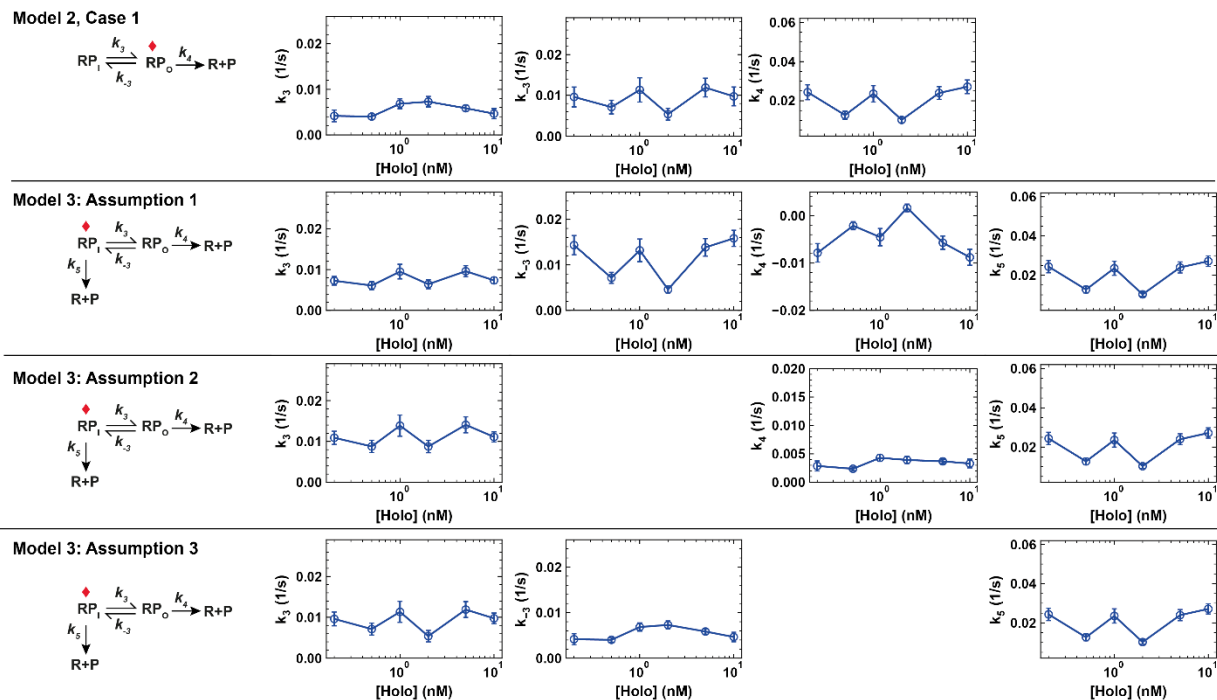 Model 2, Case 1
RP_I k_3 k_-3 RP_O k_4 R+P
k_3 (1/s)
0.02
0.01
0.00
10^0 10^1
[Holo] (nM)
k_-3 (1/s)
0.02
0.01
0.00
10^0 10^1
[Holo] (nM)
k_4 (1/s)
0.04
0.02
10^0 10^1
[Holo] (nM)
Model 3: Assumption 1
RP_I k_3 k_-3 RP_O k_4 R+P
k_5
R+P
k_3 (1/s)
0.02
0.01
0.00
10^0 10^1
[Holo] (nM)
k_-3 (1/s)
0.02
0.01
0.00
10^0 10^1
[Holo] (nM)
k_4 (1/s)
0.00
−0.01
−0.02
10^0 10^1
[Holo] (nM)
k_5 (1/s)
0.06
0.04
0.02
10^0 10^1
[Holo] (nM)
Model 3: Assumption 2
RP_I k_3 k_-3 RP_O k_4 R+P
k_5
R+P
k_3 (1/s)
0.02
0.01
0.00
10^0 10^1
[Holo] (nM)
k_4 (1/s)
0.020
0.015
0.010
0.005
0.000
10^0 10^1
[Holo] (nM)
k_5 (1/s)
0.06
0.04
0.02
10^0 10^1
[Holo] (nM)
Model 3: Assumption 3
RP_I k_3 k_-3 RP_O k_4 R+P
k_5
R+P
k_3 (1/s)
0.02
0.01
0.00
10^0 10^1
[Holo] (nM)
k_-3 (1/s)
0.02
0.01
0.00
10^0 10^1
[Holo] (nM)
k_5 (1/s)
0.06
0.04
0.02
10^0 10^1
[Holo] (nM)